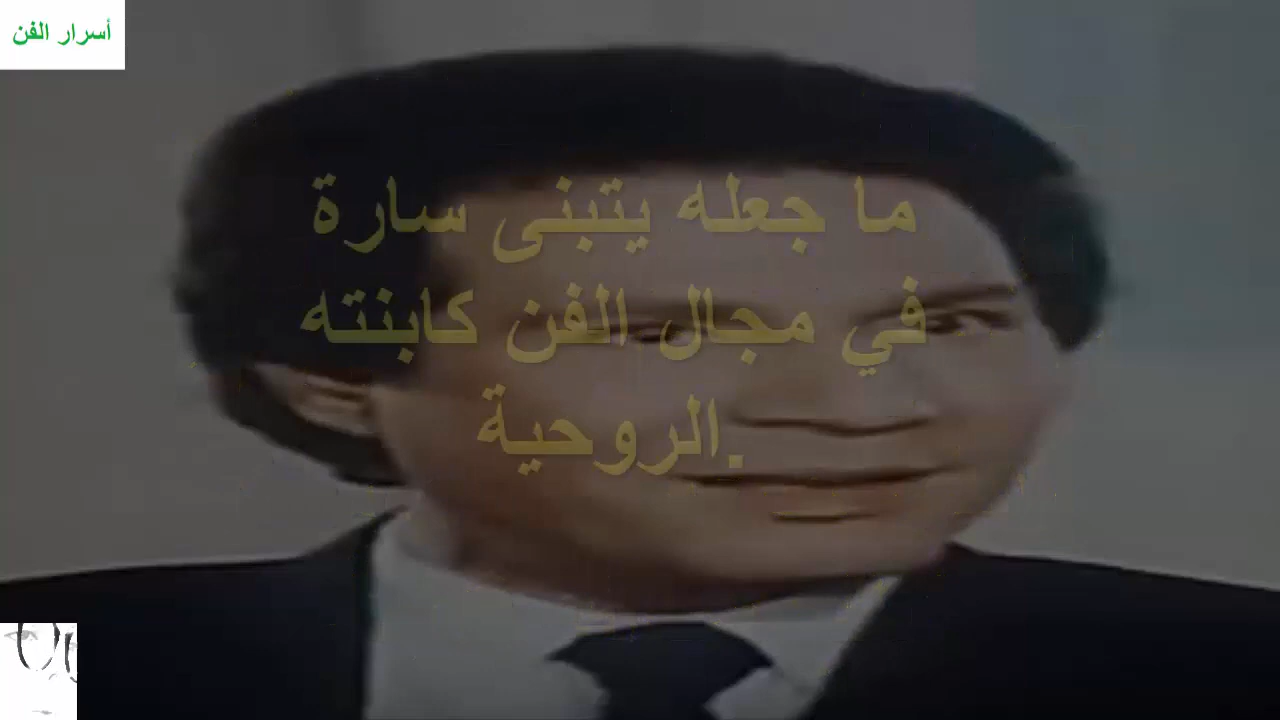 أسرار الفن
ما جعله يتبنى سارة
في مجال الفن كابنته
الروحية.